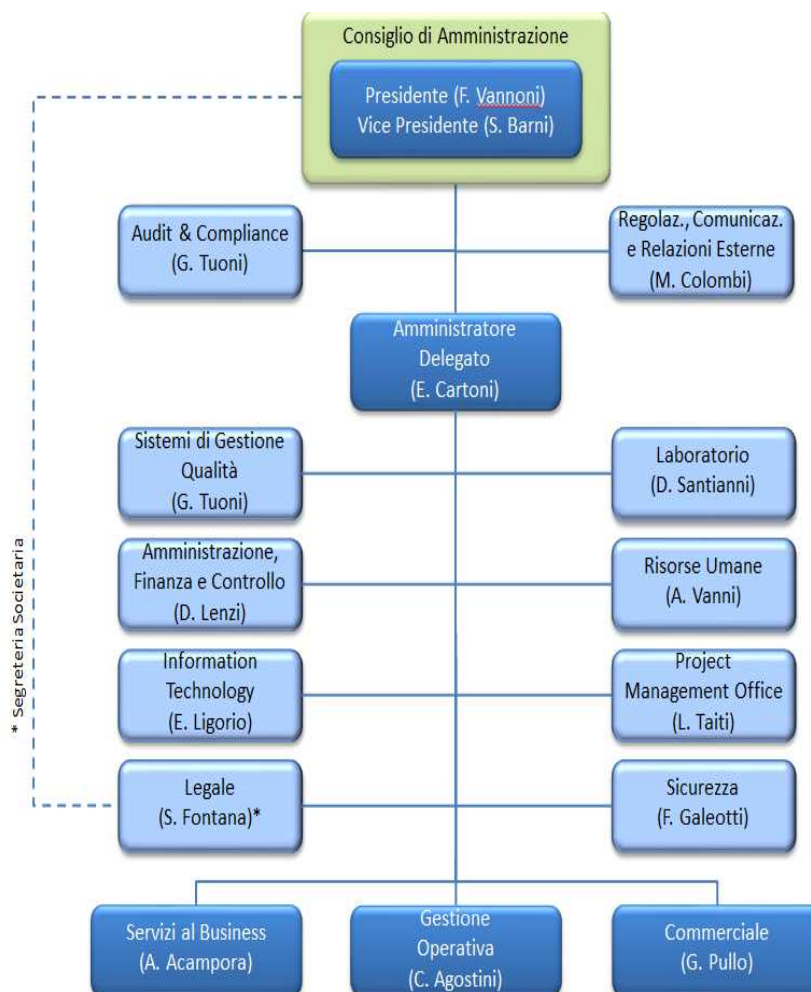 Consiglio di Amministrazione
Presidente (F. Vannoni)
Vice Presidente (S. Barni)
Audit & Compliance
(G. Tuoni)
Regolaz., Comunicaz.
e Relazioni Esterne
(M. Colombi)
Amministratore
Delegato
(E. Cartoni)
Sistemi di Gestione
Qualità
(G. Tuoni)
Laboratorio
(D. Santianni)
Amministrazione,
Finanza e Controllo
(D. Lenzi)
Risorse Umane
(A. Vanni)
Information
Technology
(E. Ligorio)
Project
Management Office
(L. Taiti)
Legale
(S. Fontana)*
Sicurezza
(F. Galeotti)
* Segreteria Societaria
Servizi al Business
(A. Acampora)
Gestione
Operativa
(C. Agostini)
Commerciale
(G. Pullo)